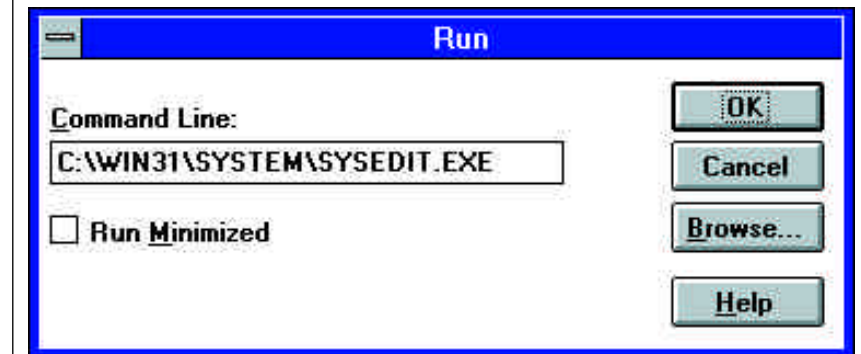 Run
Command Line:
C:\WIN31\SYSTEM\SYSEDIT.EXE
Run Minimized
OK
Cancel
Browse...
Help